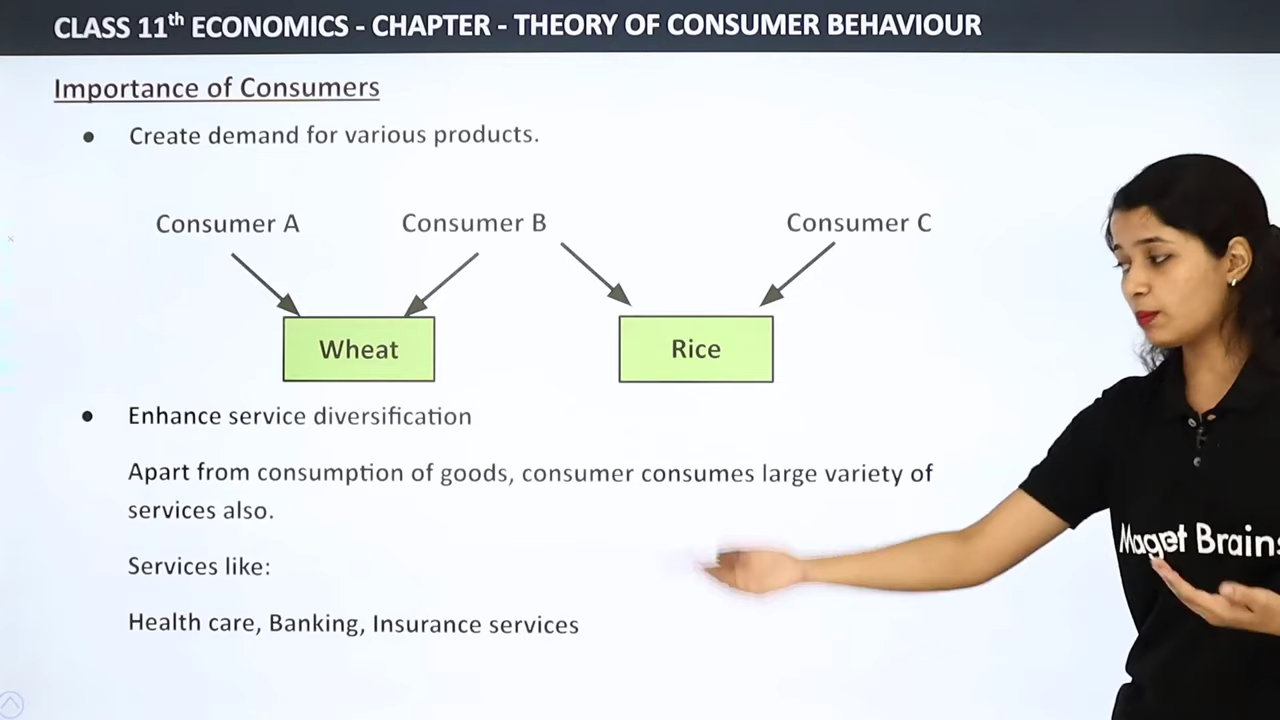 CLASS 11th ECONOMICS - CHAPTER - THEORY OF CONSUMER BEHAVIOUR
Importance of Consumers
● Create demand for various products.
Consumer A Consumer B Consumer C
Wheat Rice
● Enhance service diversification
Apart from consumption of goods, consumer consumes large variety of
services also.
Services like:
Health care, Banking, Insurance services
Maget Brains